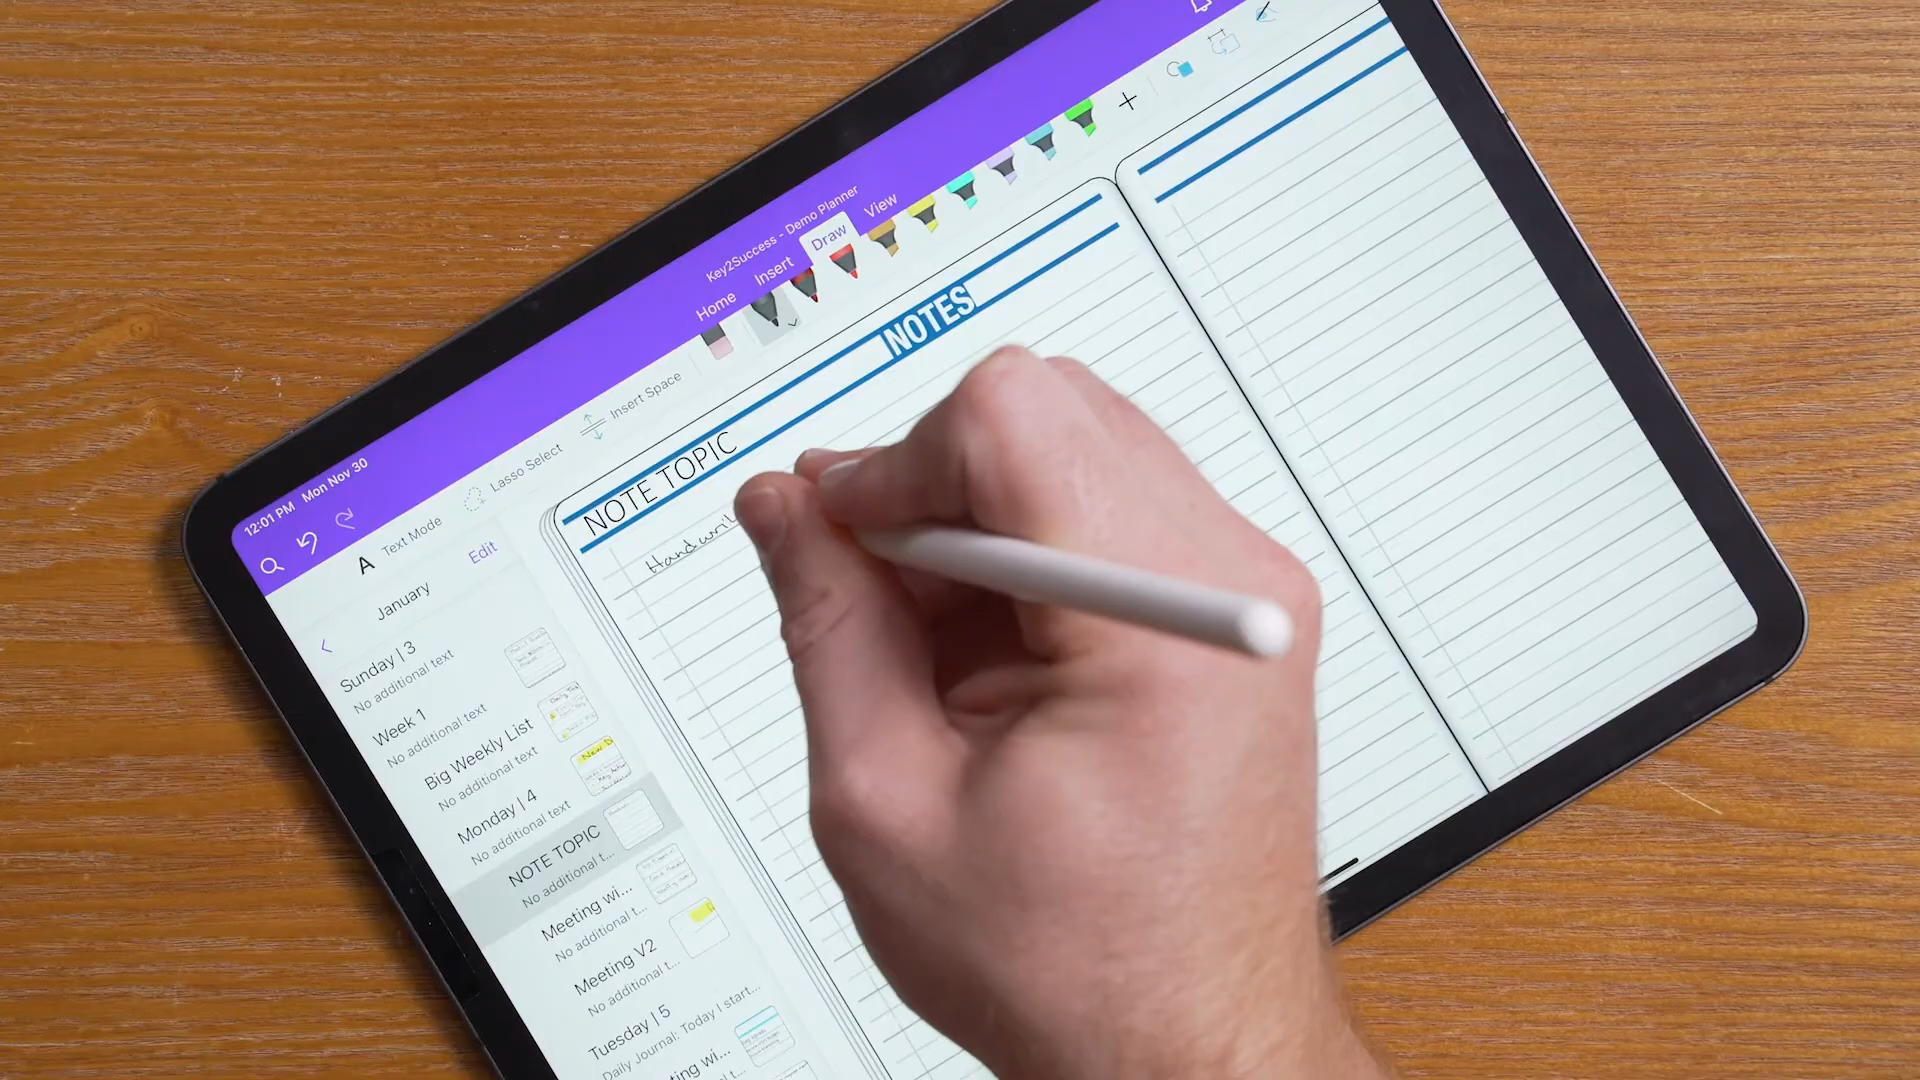 12:01 PM Mon Nov 30
Key2Success - Demo Planner
Home Insert Draw View
A Text Mode
Lasso Select
Insert Space
January
Edit
Sunday | 3
No additional text
Week 1
No additional text
Big Weekly List
No additional text
Monday | 4
No additional text
NOTE TOPIC
No additional t...
Meeting wi...
No additional t...
Meeting V2
No additional t...
Tuesday | 5
Daily Journal: Today I start...
ting wi...
l t...
NOTES
NOTE TOPIC
Handwri